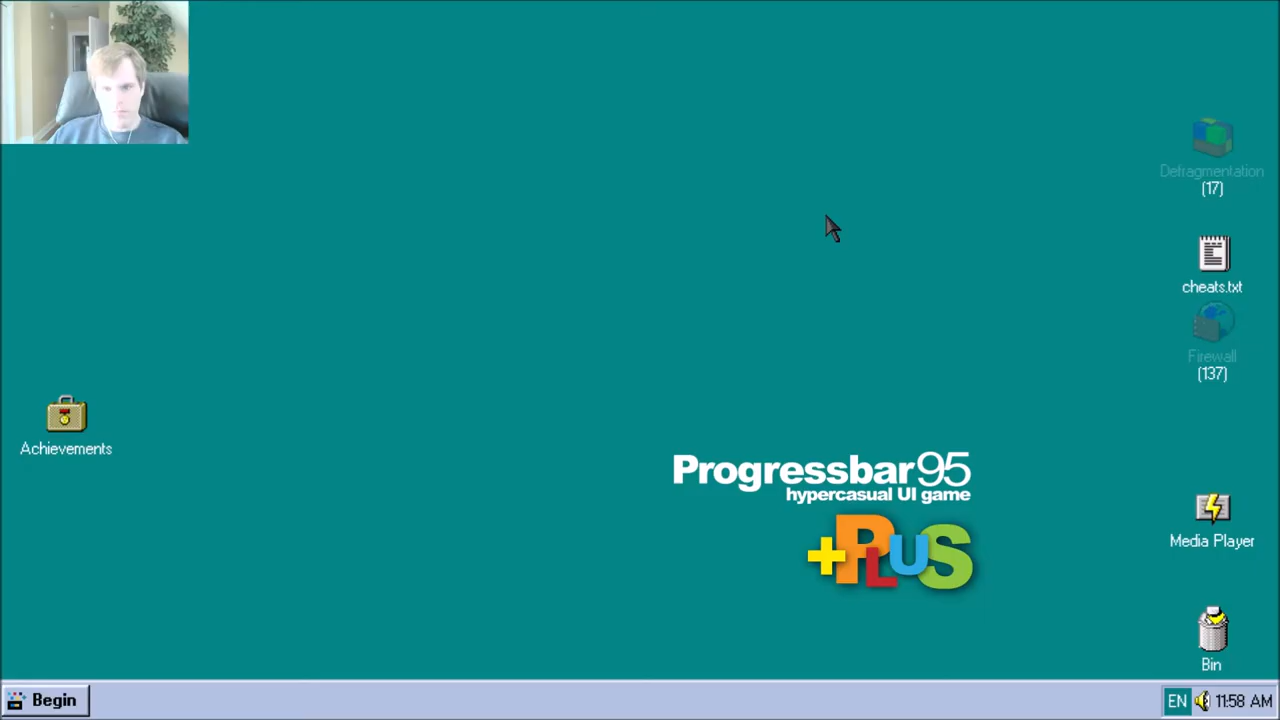 Defragmentation
(17)
cheats.txt
Firewall
(137)
Achievements
Progressbar95
hypercasual UI game
+PLUS
Media Player
Bin
Begin
EN
11:58 AM